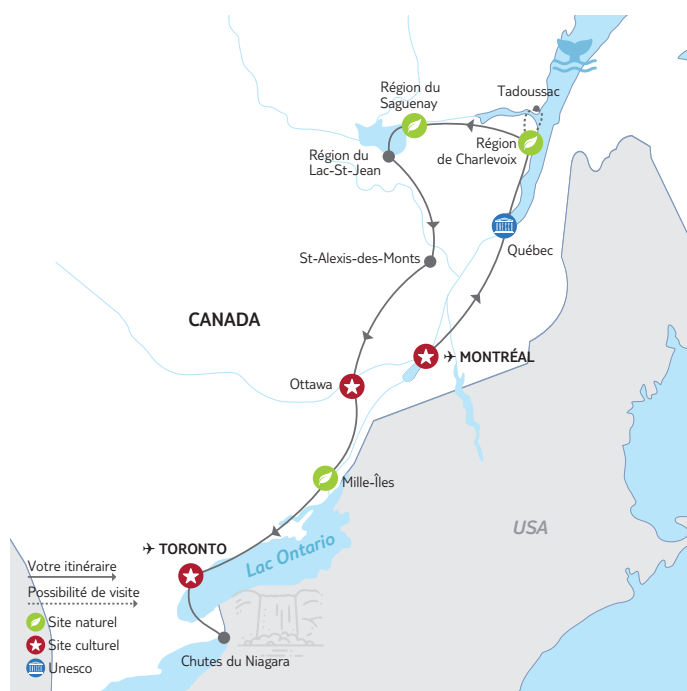 Tadoussac
Région du
Saguenay
Région
de Charlevoix
Région du
Lac-St-Jean
Québec
St-Alexis-des-Monts
CANADA
MONTRÉAL
Ottawa
Mille-Îles
USA
TORONTO
Lac Ontario
Votre itinéraire
Possibilité de visite
Site naturel
Site culturel
Unesco
Chutes du Niagara